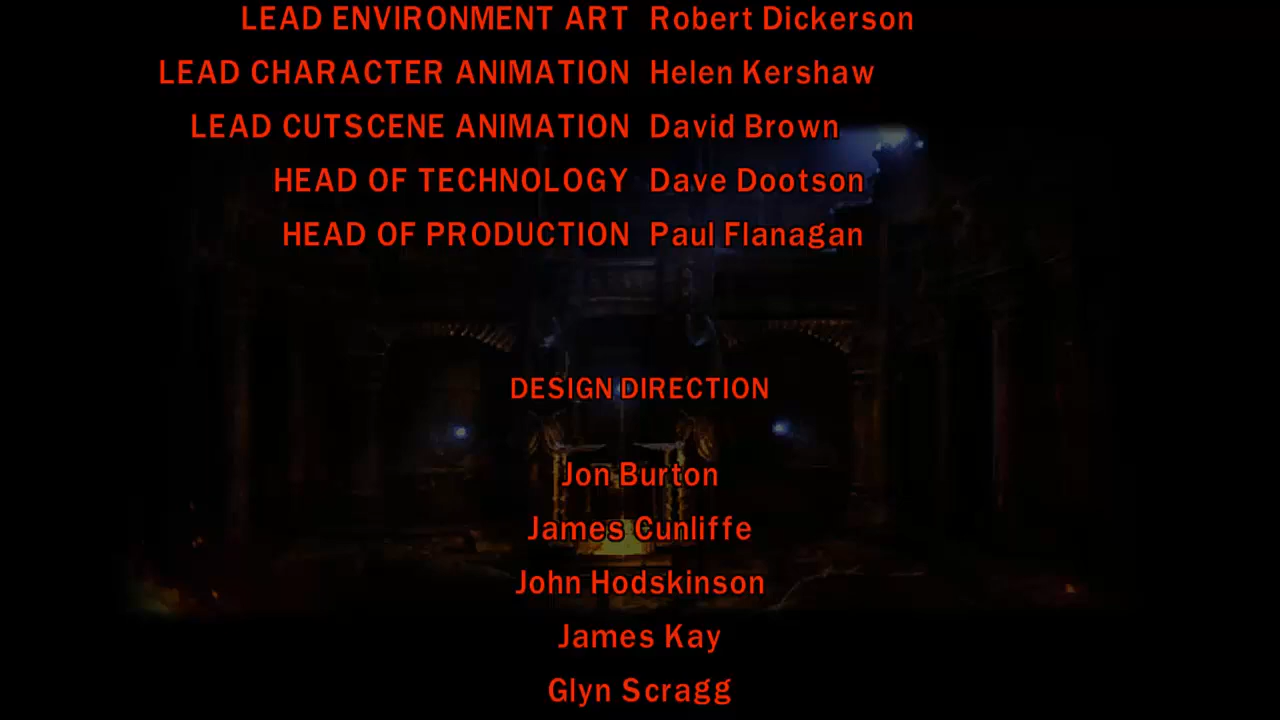 LEAD ENVIRONMENT ART Robert Dickerson
LEAD CHARACTER ANIMATION Helen Kershaw
LEAD CUTSCENE ANIMATION David Brown
HEAD OF TECHNOLOGY Dave Dootson
HEAD OF PRODUCTION Paul Flanagan
DESIGN DIRECTION
Jon Burton
James Cunliffe
John Hodskinson
James Kay
Glyn Scragg